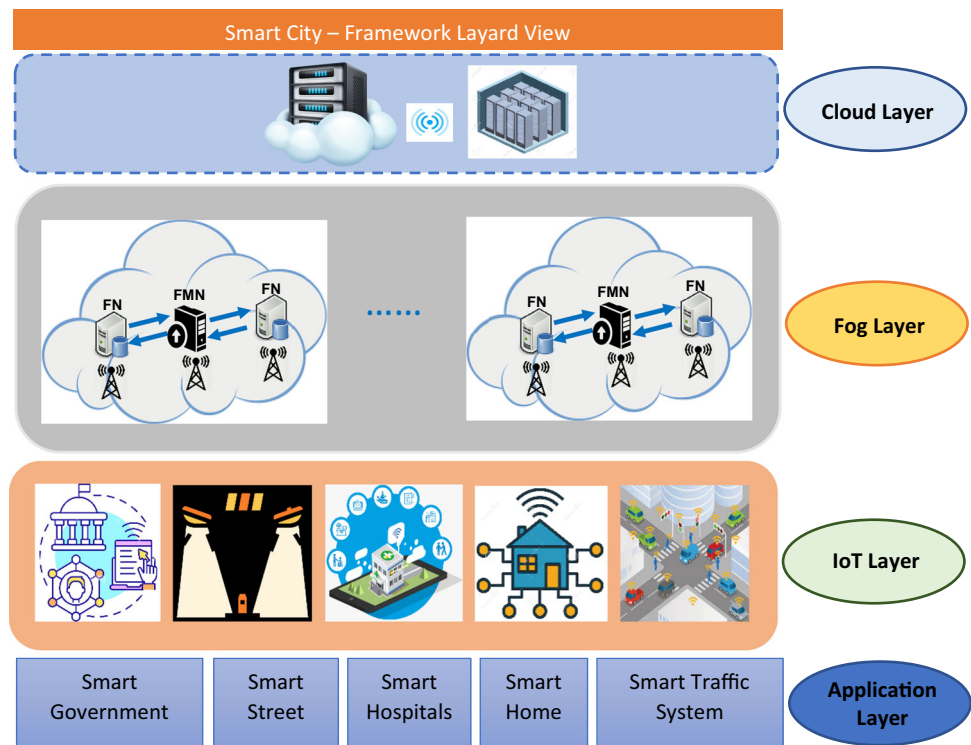 Smart City – Framework Layard View
Cloud Layer
FN
FMN
FN
......
FN
FMN
FN
Fog Layer
IoT Layer
Smart
Government
Smart
Street
Smart
Hospitals
Smart
Home
Smart Traffic
System
Application
Layer